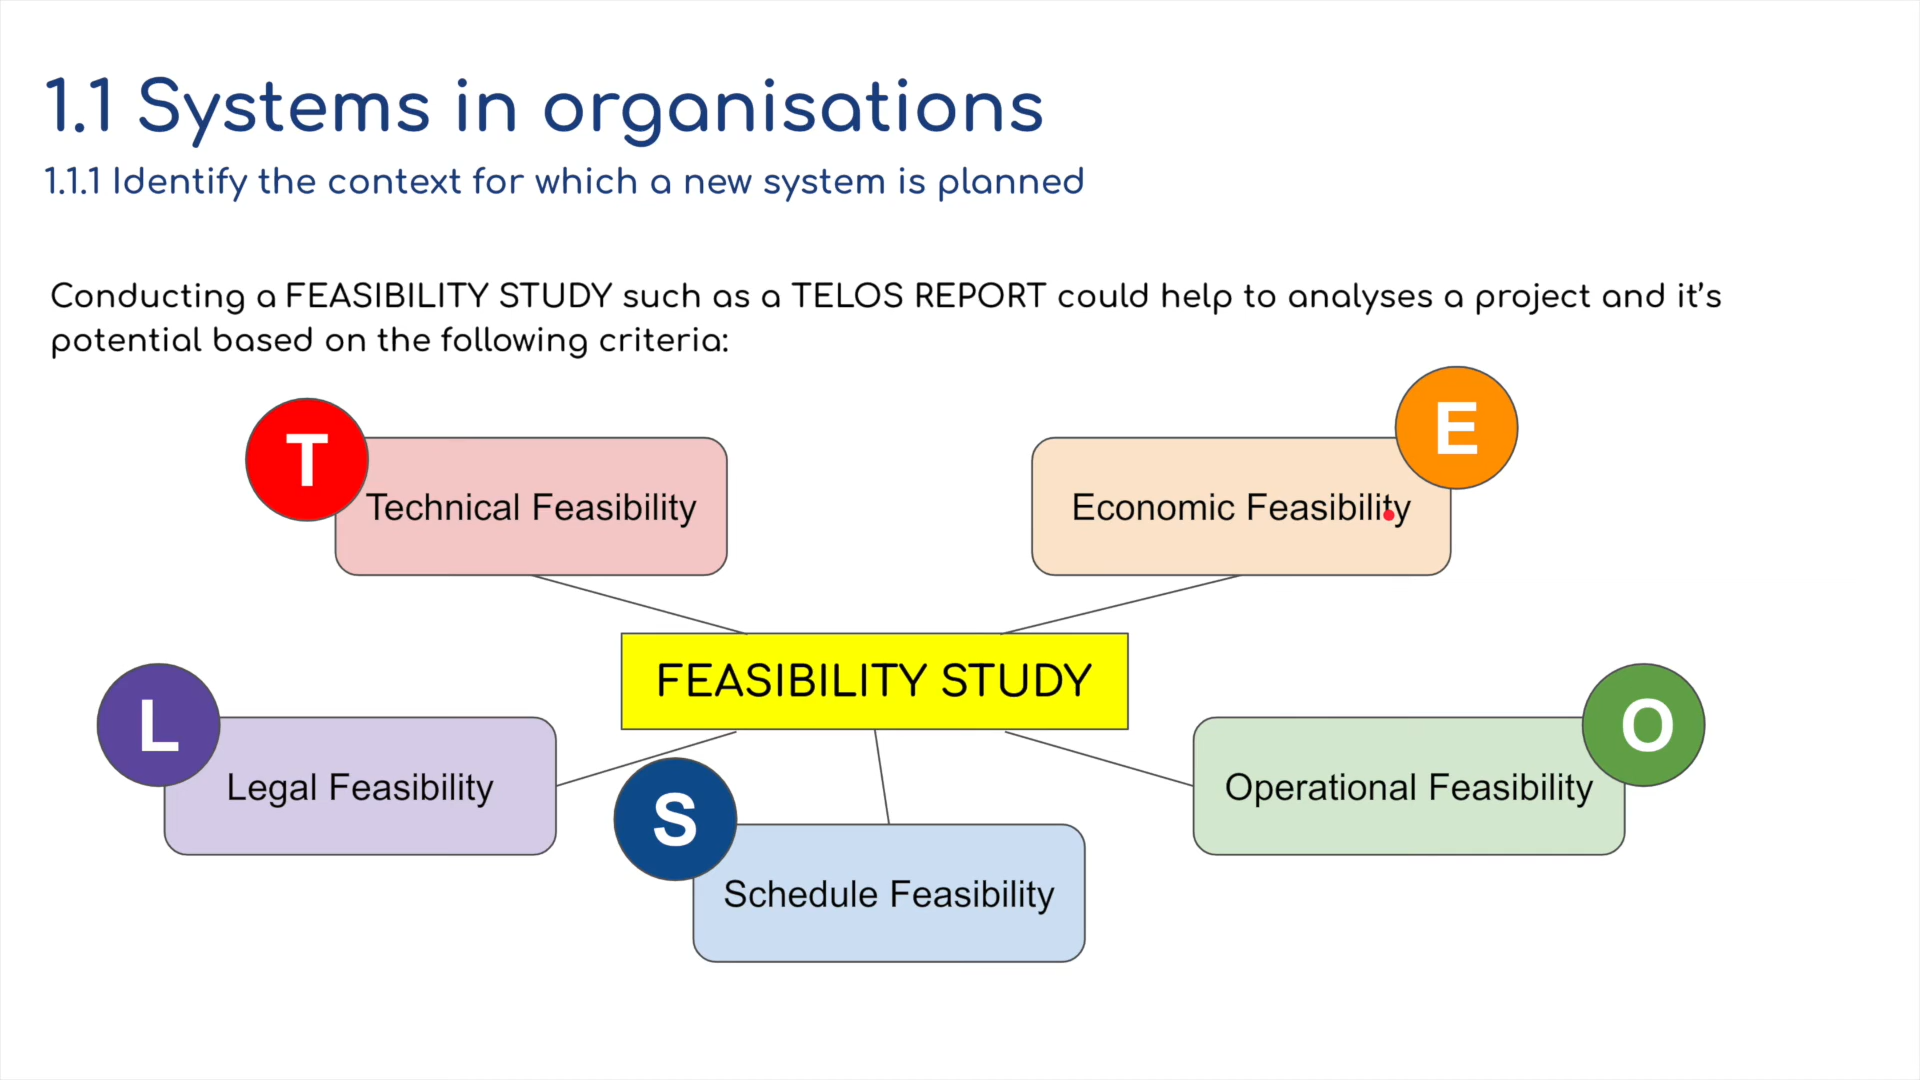 1.1 Systems in organisations
1.1.1 Identify the context for which a new system is planned
Conducting a FEASIBILITY STUDY such as a TELOS REPORT could help to analyses a project and it’s
potential based on the following criteria:
T
Technical Feasibility
E
Economic Feasibility
FEASIBILITY STUDY
L
Legal Feasibility
O
Operational Feasibility
S
Schedule Feasibility